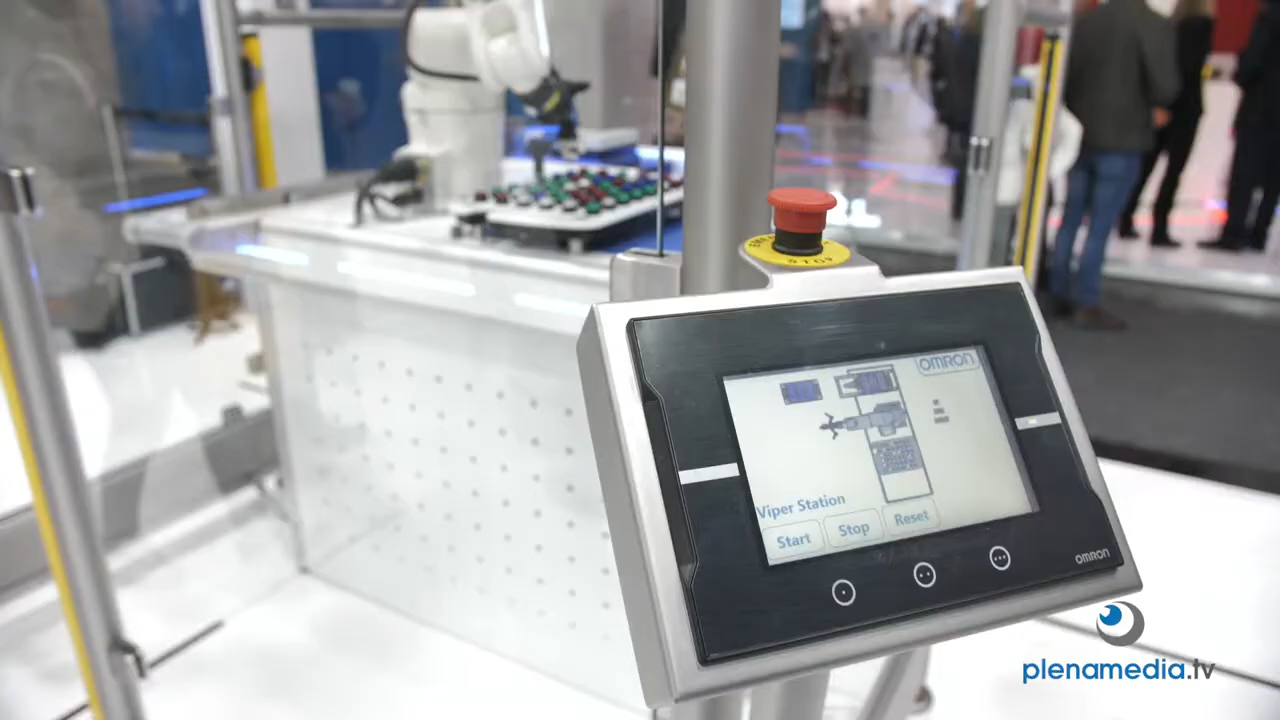 STOP
OMRON
Viper Station
Start Stop Reset
OMRON
plenamedia.tv